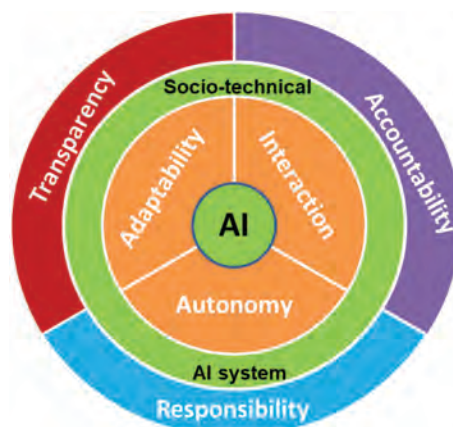 Socio-technical
Transparency
Accountability
Adaptability
Interaction
AI
Autonomy
AI system
Responsibility